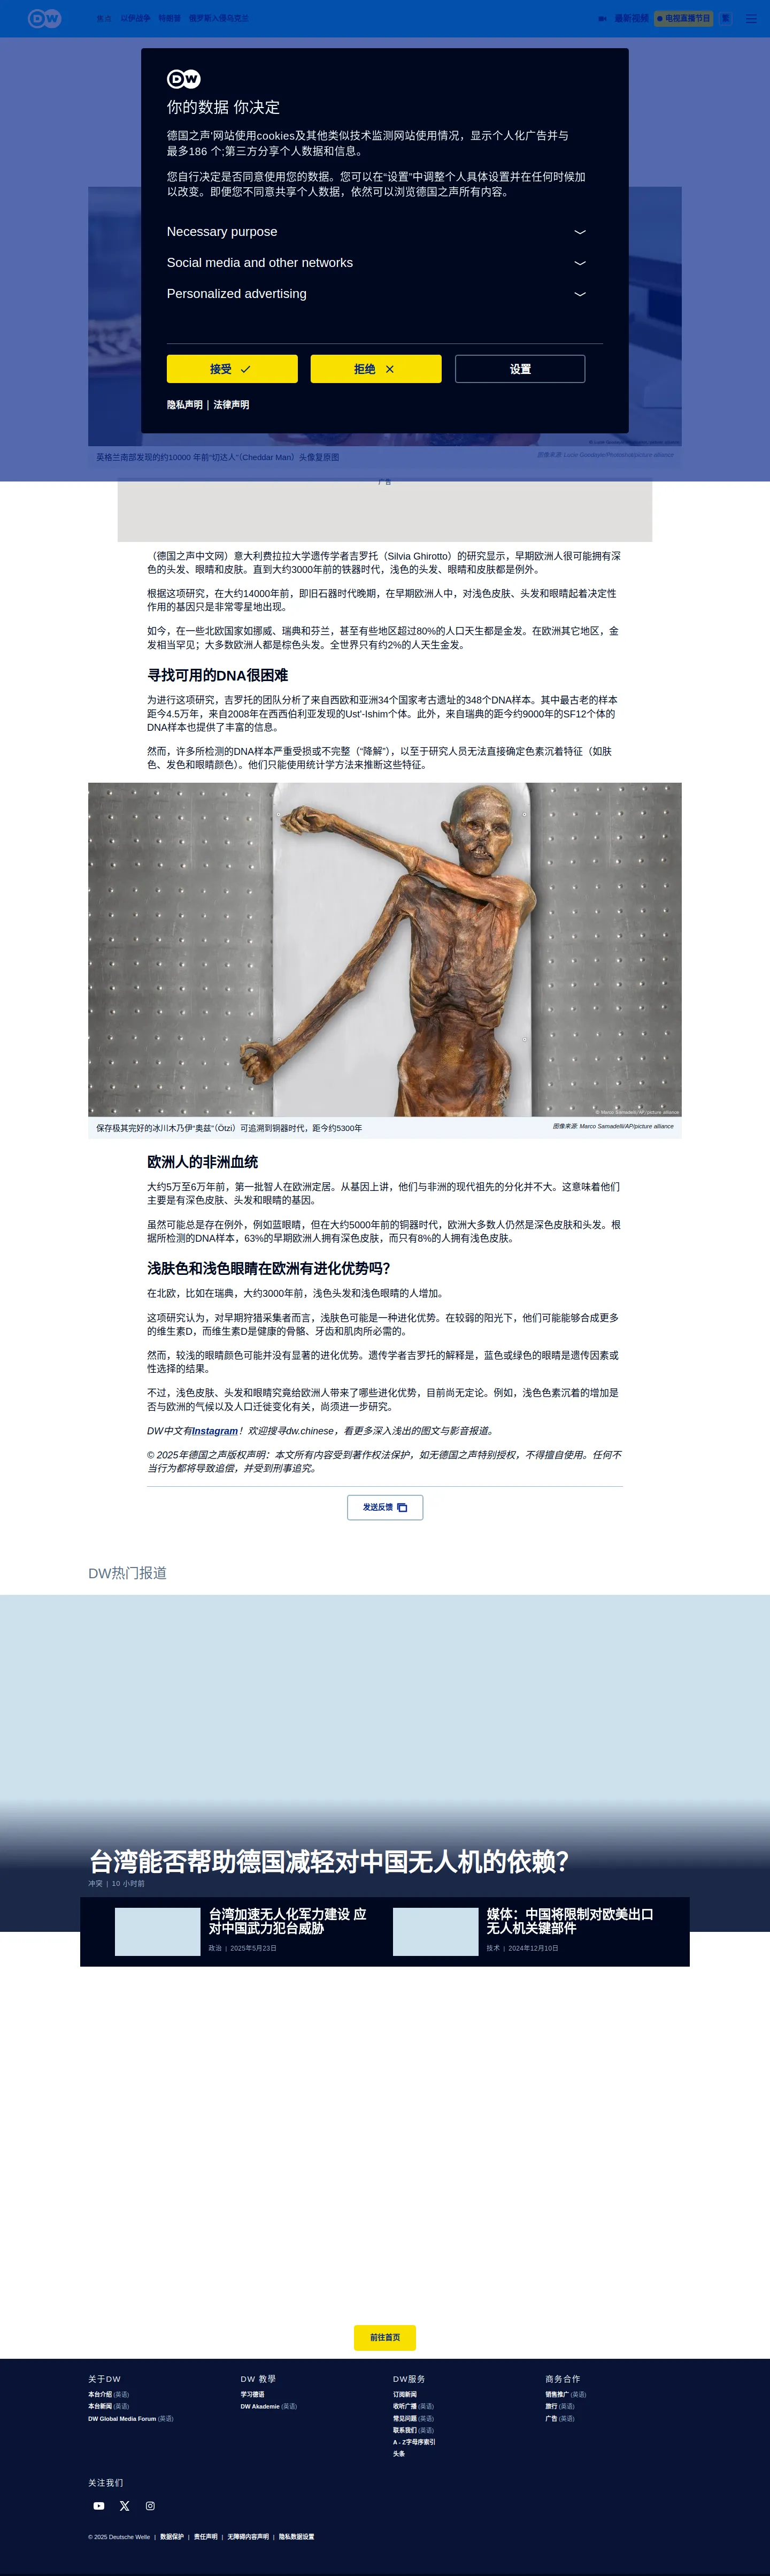 DW
焦点 以伊战争 特朗普 俄罗斯入侵乌克兰
最新视频 电视直播节目 繁
DW
你的数据 你决定
德国之声'网站使用cookies及其他类似技术监测网站使用情况，显示个人化广告并与
最多186 个;第三方分享个人数据和信息。
您自行决定是否同意使用您的数据。您可以在“设置”中调整个人具体设置并在任何时候加
以改变。即便您不同意共享个人数据，依然可以浏览德国之声所有内容。
Necessary purpose
Social media and other networks
Personalized advertising
接受
拒绝
设置
隐私声明 | 法律声明
英格兰南部发现的约10000 年前“切达人”（Cheddar Man）头像复原图
广告
（德国之声中文网）意大利费拉拉大学遗传学者吉罗托（Silvia Ghirotto）的研究显示，早期欧洲人很可能拥有深
色的头发、眼睛和皮肤。直到大约3000年前的铁器时代，浅色的头发、眼睛和皮肤都是例外。
根据这项研究，在大约14000年前，即旧石器时代晚期，在早期欧洲人中，对浅色皮肤、头发和眼睛起着决定性
作用的基因只是非常零星地出现。
如今，在一些北欧国家如挪威、瑞典和芬兰，甚至有些地区超过80%的人口天生都是金发。在欧洲其它地区，金
发相当罕见；大多数欧洲人都是棕色头发。全世界只有约2%的人天生金发。
寻找可用的DNA很困难
为进行这项研究，吉罗托的团队分析了来自西欧和亚洲34个国家考古遗址的348个DNA样本。其中最古老的样本
距今4.5万年，来自2008年在西西伯利亚发现的Ust'-Ishim个体。此外，来自瑞典的距今约9000年的SF12个体的
DNA样本也提供了丰富的信息。
然而，许多所检测的DNA样本严重受损或不完整（“降解”），以至于研究人员无法直接确定色素沉着特征（如肤
色、发色和眼睛颜色）。他们只能使用统计学方法来推断这些特征。
© Marco Samadelli/AP/picture alliance
保存极其完好的冰川木乃伊“奥兹”（Ötzi）可追溯到铜器时代，距今约5300年
图像来源: Marco Samadelli/AP/picture alliance
欧洲人的非洲血统
大约5万至6万年前，第一批智人在欧洲定居。从基因上讲，他们与非洲的现代祖先的分化并不大。这意味着他们
主要是有深色皮肤、头发和眼睛的基因。
虽然可能总是存在例外，例如蓝眼睛，但在大约5000年前的铜器时代，欧洲大多数人仍然是深色皮肤和头发。根
据所检测的DNA样本，63%的早期欧洲人拥有深色皮肤，而只有8%的人拥有浅色皮肤。
浅肤色和浅色眼睛在欧洲有进化优势吗？
在北欧，比如在瑞典，大约3000年前，浅色头发和浅色眼睛的人增加。
这项研究认为，对早期狩猎采集者而言，浅肤色可能是一种进化优势。在较弱的阳光下，他们可能能够合成更多
的维生素D，而维生素D是健康的骨骼、牙齿和肌肉所必需的。
然而，较浅的眼睛颜色可能并没有显著的进化优势。遗传学者吉罗托的解释是，蓝色或绿色的眼睛是遗传因素或
性选择的结果。
不过，浅色皮肤、头发和眼睛究竟给欧洲人带来了哪些进化优势，目前尚无定论。例如，浅色色素沉着的增加是
否与欧洲的气候以及人口迁徙变化有关，尚须进一步研究。
DW中文有Instagram！欢迎搜寻dw.chinese，看更多深入浅出的图文与影音报道。
© 2025年德国之声版权声明：本文所有内容受到著作权法保护，如无德国之声特别授权，不得擅自使用。任何不
当行为都将导致追偿，并受到刑事追究。
发送反馈
DW热门报道
台湾能否帮助德国减轻对中国无人机的依赖？
冲突 | 10 小时前
台湾加速无人化军力建设 应
对中国武力犯台威胁
政治 | 2025年5月23日
媒体：中国将限制对欧美出口
无人机关键部件
技术 | 2024年12月10日
前往首页
关于DW
本台介绍 (英语)
本台新闻 (英语)
DW Global Media Forum (英语)
DW 教學
学习德语
DW Akademie (英语)
DW服务
订阅新闻
收听广播 (英语)
常见问题 (英语)
联系我们 (英语)
A - Z字母序索引
头条
商务合作
销售推广 (英语)
旅行 (英语)
广告 (英语)
关注我们
© 2025 Deutsche Welle | 数据保护 | 责任声明 | 无障碍内容声明 | 隐私数据设置